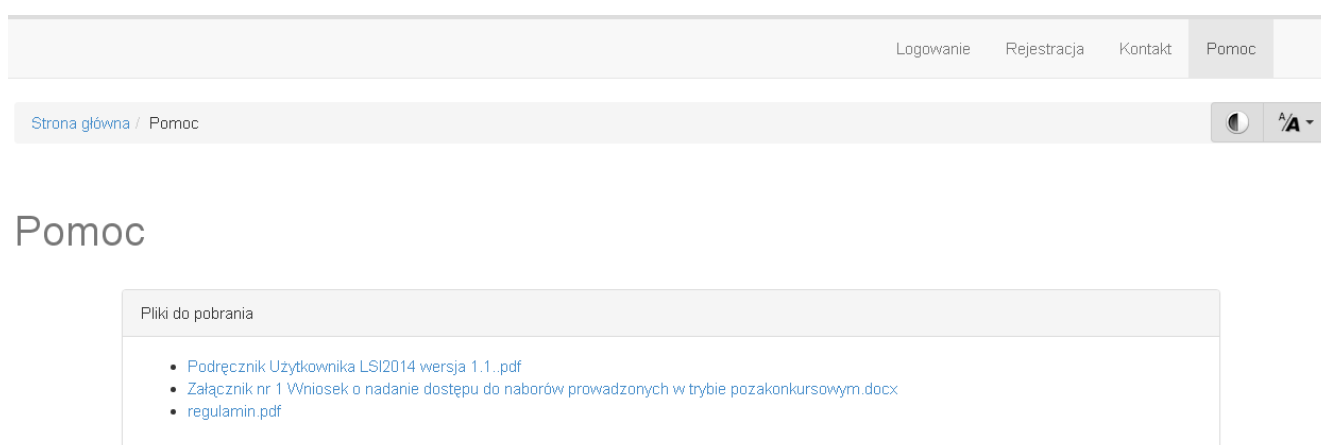 Logowanie Rejestracja Kontakt Pomoc
Strona główna / Pomoc A/A
Pomoc
Pliki do pobrania
Podręcznik Użytkownika LSI2014 wersja 1.1..pdf
Załącznik nr 1 Wniosek o nadanie dostępu do naborów prowadzonych w trybie pozakonkursowym.docx
regulamin.pdf